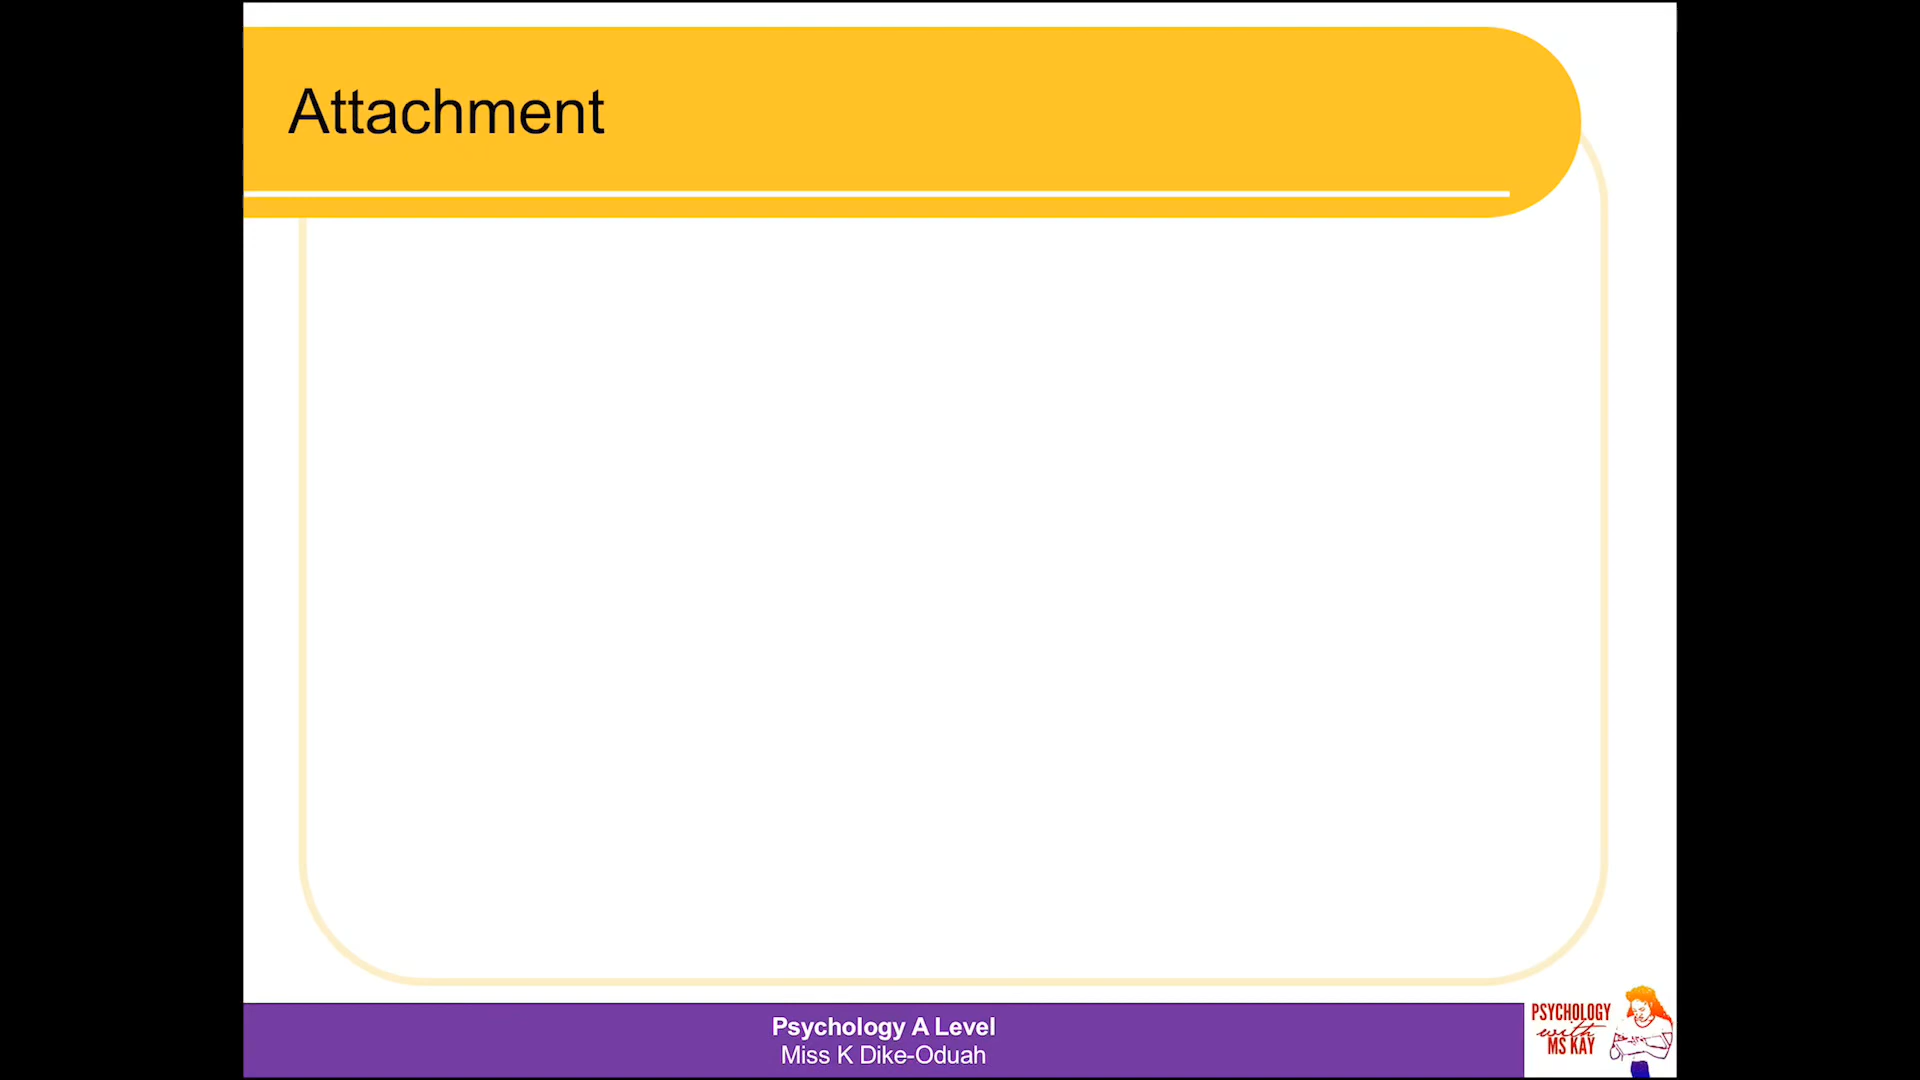 Attachment
Psychology A Level
Miss K Dike-Oduah
PSYCHOLOGY
with
MS KAY